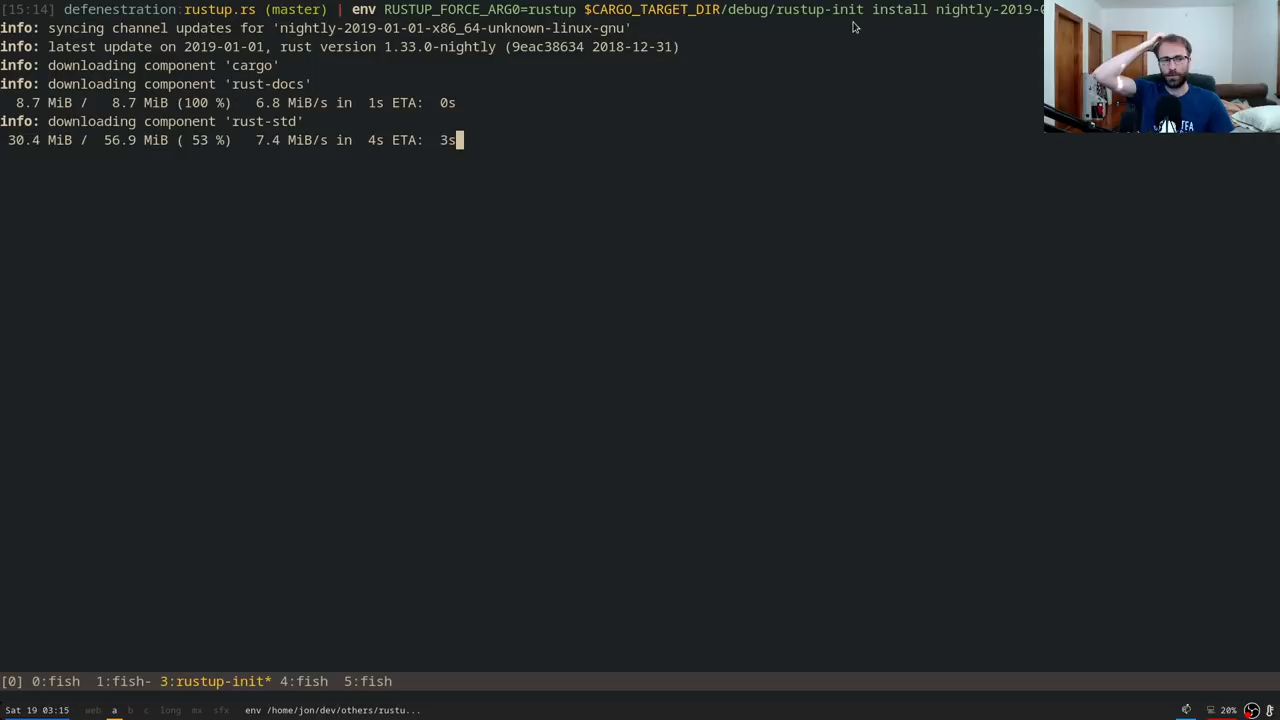 [15:14] defenestration:rustup.rs (master) | env RUSTUP_FORCE_ARG0=rustup $CARGO_TARGET_DIR/debug/rustup-init install nightly-2019-0
info: syncing channel updates for 'nightly-2019-01-01-x86_64-unknown-linux-gnu'
info: latest update on 2019-01-01, rust version 1.33.0-nightly (9eac38634 2018-12-31)
info: downloading component 'cargo'
info: downloading component 'rust-docs'
8.7 MiB / 8.7 MiB (100 %) 6.8 MiB/s in 1s ETA: 0s
info: downloading component 'rust-std'
30.4 MiB / 56.9 MiB ( 53 %) 7.4 MiB/s in 4s ETA: 3s
TEA
[0] 0:fish 1:fish- 3:rustup-init* 4:fish 5:fish
Sat 19 03:15 web a b c long mx sfx env /home/jon/dev/others/rustu... 20%